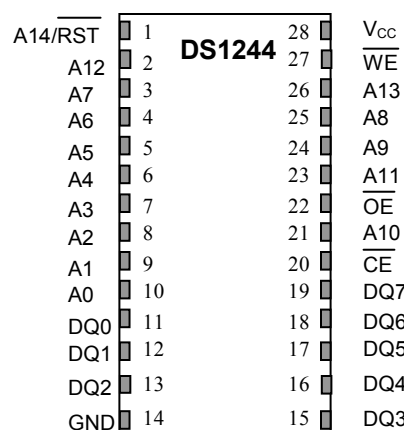 A14/RST 1 DS1244 28 VCC
A12 2 27 WE
A7 3 26 A13
A6 4 25 A8
A5 5 24 A9
A4 6 23 A11
A3 7 22 OE
A2 8 21 A10
A1 9 20 CE
A0 10 19 DQ7
DQ0 11 18 DQ6
DQ1 12 17 DQ5
DQ2 13 16 DQ4
GND 14 15 DQ3